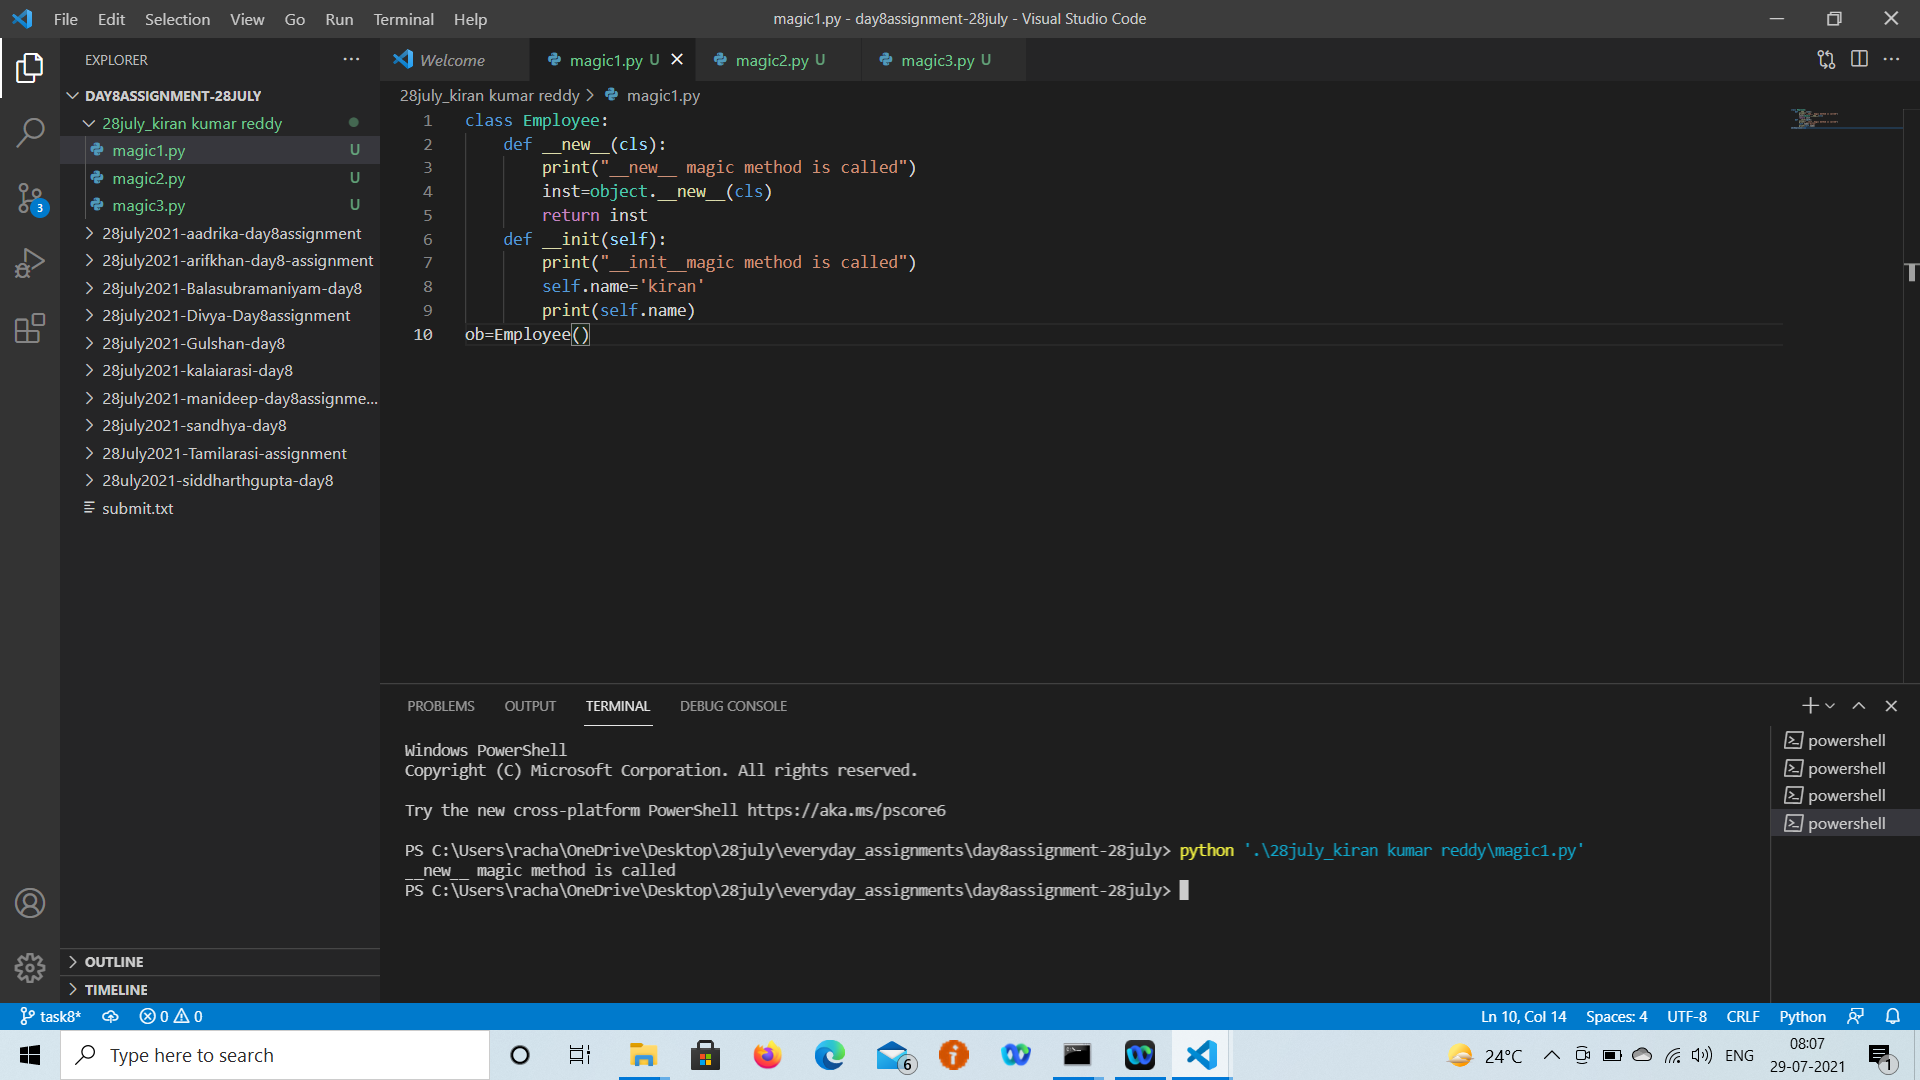 File Edit Selection View Go Run Terminal Help
magic1.py - day8assignment-28july - Visual Studio Code
EXPLORER
Welcome
magic1.py U
magic2.py U
magic3.py U
DAY8ASSIGNMENT-28JULY
28july_kiran kumar reddy
magic1.py U
magic2.py U
magic3.py U
28july2021-aadrika-day8assignment
28july2021-arifkhan-day8-assignment
28july2021-Balasubramaniyam-day8
28july2021-Divya-Day8assignment
28july2021-Gulshan-day8
28july2021-kalaiarasi-day8
28july2021-manideep-day8assignme...
28july2021-sandhya-day8
28July2021-Tamilarasi-assignment
28uly2021-siddharthgupta-day8
submit.txt
OUTLINE
TIMELINE
3
28july_kiran kumar reddy > magic1.py
1 class Employee:
2 def __new__(cls):
3 print("__new__ magic method is called")
4 inst=object.__new__(cls)
5 return inst
6 def __init(self):
7 print("__init__magic method is called")
8 self.name='kiran'
9 print(self.name)
10 ob=Employee()
PROBLEMS OUTPUT TERMINAL DEBUG CONSOLE
Windows PowerShell
Copyright (C) Microsoft Corporation. All rights reserved.
Try the new cross-platform PowerShell https://aka.ms/pscore6
PS C:\Users\racha\OneDrive\Desktop\28july\everyday_assignments\day8assignment-28july> python '.\28july_kiran kumar reddy\magic1.py'
__new__ magic method is called
PS C:\Users\racha\OneDrive\Desktop\28july\everyday_assignments\day8assignment-28july>
powershell
powershell
powershell
powershell
task8* 0 0
Ln 10, Col 14 Spaces: 4 UTF-8 CRLF Python
Type here to search
6
24°C
ENG
08:07
29-07-2021
1